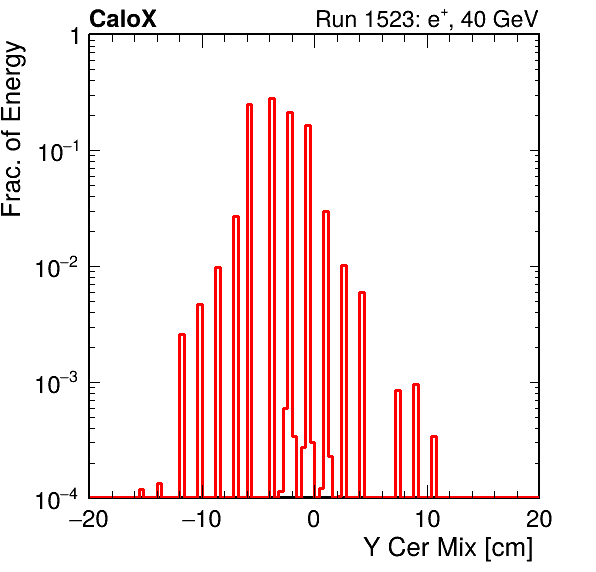 CaloX Run 1523: e⁺, 40 GeV
Frac. of Energy
1
10⁻¹
10⁻²
10⁻³
10⁻⁴
−20 −10 0 10 20
Y Cer Mix [cm]